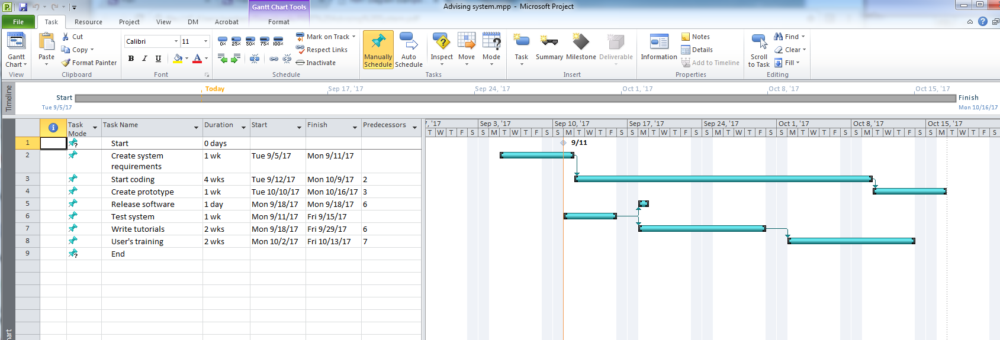 Gantt Chart Tools
Advising system.mpp - Microsoft Project
File Task Resource Project View DM Acrobat Format
Gantt Chart
View
Paste
Cut
Copy
Format Painter
Clipboard
Calibri 11
B I U A
Font
0% 25% 50% 75% 100%
Mark on Track
Respect Links
Inactivate
Schedule
Manually Schedule
Auto Schedule
Inspect
Move
Mode
Tasks
Task
Summary
Milestone
Deliverable
Insert
Information
Notes
Details
Add to Timeline
Properties
Scroll to Task
Find
Clear
Fill
Editing
Timeline
Today Sep 17, '17 Sep 24, '17 Oct 1, '17 Oct 8, '17 Oct 15, '17
Start Finish
Tue 9/5/17 Mon 10/16/17
Task Mode Task Name Duration Start Finish Predecessors
, '17 Sep 3, '17 Sep 10, '17 Sep 17, '17 Sep 24, '17 Oct 1, '17 Oct 8, '17 Oct 15, '17
T W T F S S M T W T F S S M T W T F S S M T W T F S S M T W T F S S M T W T F S S M T W T F S S M T W T F S
1 Start 0 days 9/11
2 Create system requirements 1 wk Tue 9/5/17 Mon 9/11/17
3 Start coding 4 wks Tue 9/12/17 Mon 10/9/17 2
4 Create prototype 1 wk Tue 10/10/17 Mon 10/16/17 3
5 Release software 1 day Mon 9/18/17 Mon 9/18/17 6
6 Test system 1 wk Mon 9/11/17 Fri 9/15/17
7 Write tutorials 2 wks Mon 9/18/17 Fri 9/29/17 6
8 User's training 2 wks Mon 10/2/17 Fri 10/13/17 7
9 End